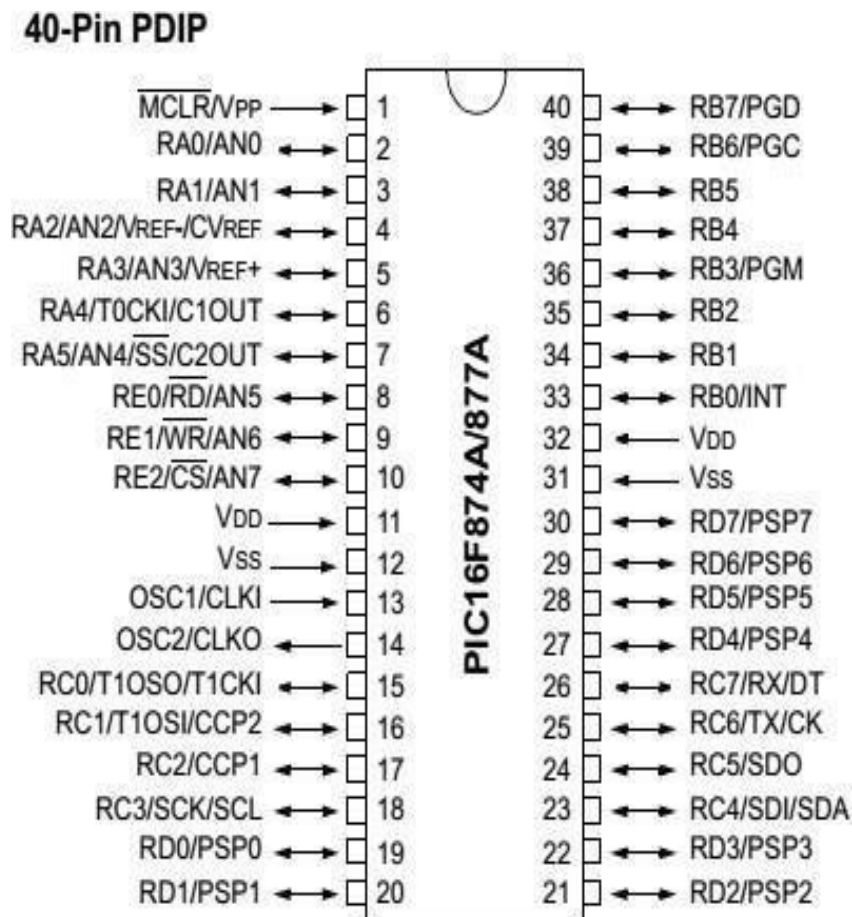 40-Pin PDIP
MCLR/VPP 1 40 RB7/PGD
RA0/AN0 2 39 RB6/PGC
RA1/AN1 3 38 RB5
RA2/AN2/VREF-/CVREF 4 37 RB4
RA3/AN3/VREF+ 5 36 RB3/PGM
RA4/T0CKI/C1OUT 6 35 RB2
RA5/AN4/SS/C2OUT 7 34 RB1
RE0/RD/AN5 8 33 RB0/INT
RE1/WR/AN6 9 32 VDD
RE2/CS/AN7 10 31 VSS
VDD 11 30 RD7/PSP7
VSS 12 29 RD6/PSP6
OSC1/CLKI 13 28 RD5/PSP5
OSC2/CLKO 14 27 RD4/PSP4
RC0/T1OSO/T1CKI 15 26 RC7/RX/DT
RC1/T1OSI/CCP2 16 25 RC6/TX/CK
RC2/CCP1 17 24 RC5/SDO
RC3/SCK/SCL 18 23 RC4/SDI/SDA
RD0/PSP0 19 22 RD3/PSP3
RD1/PSP1 20 21 RD2/PSP2
PIC16F874A/877A